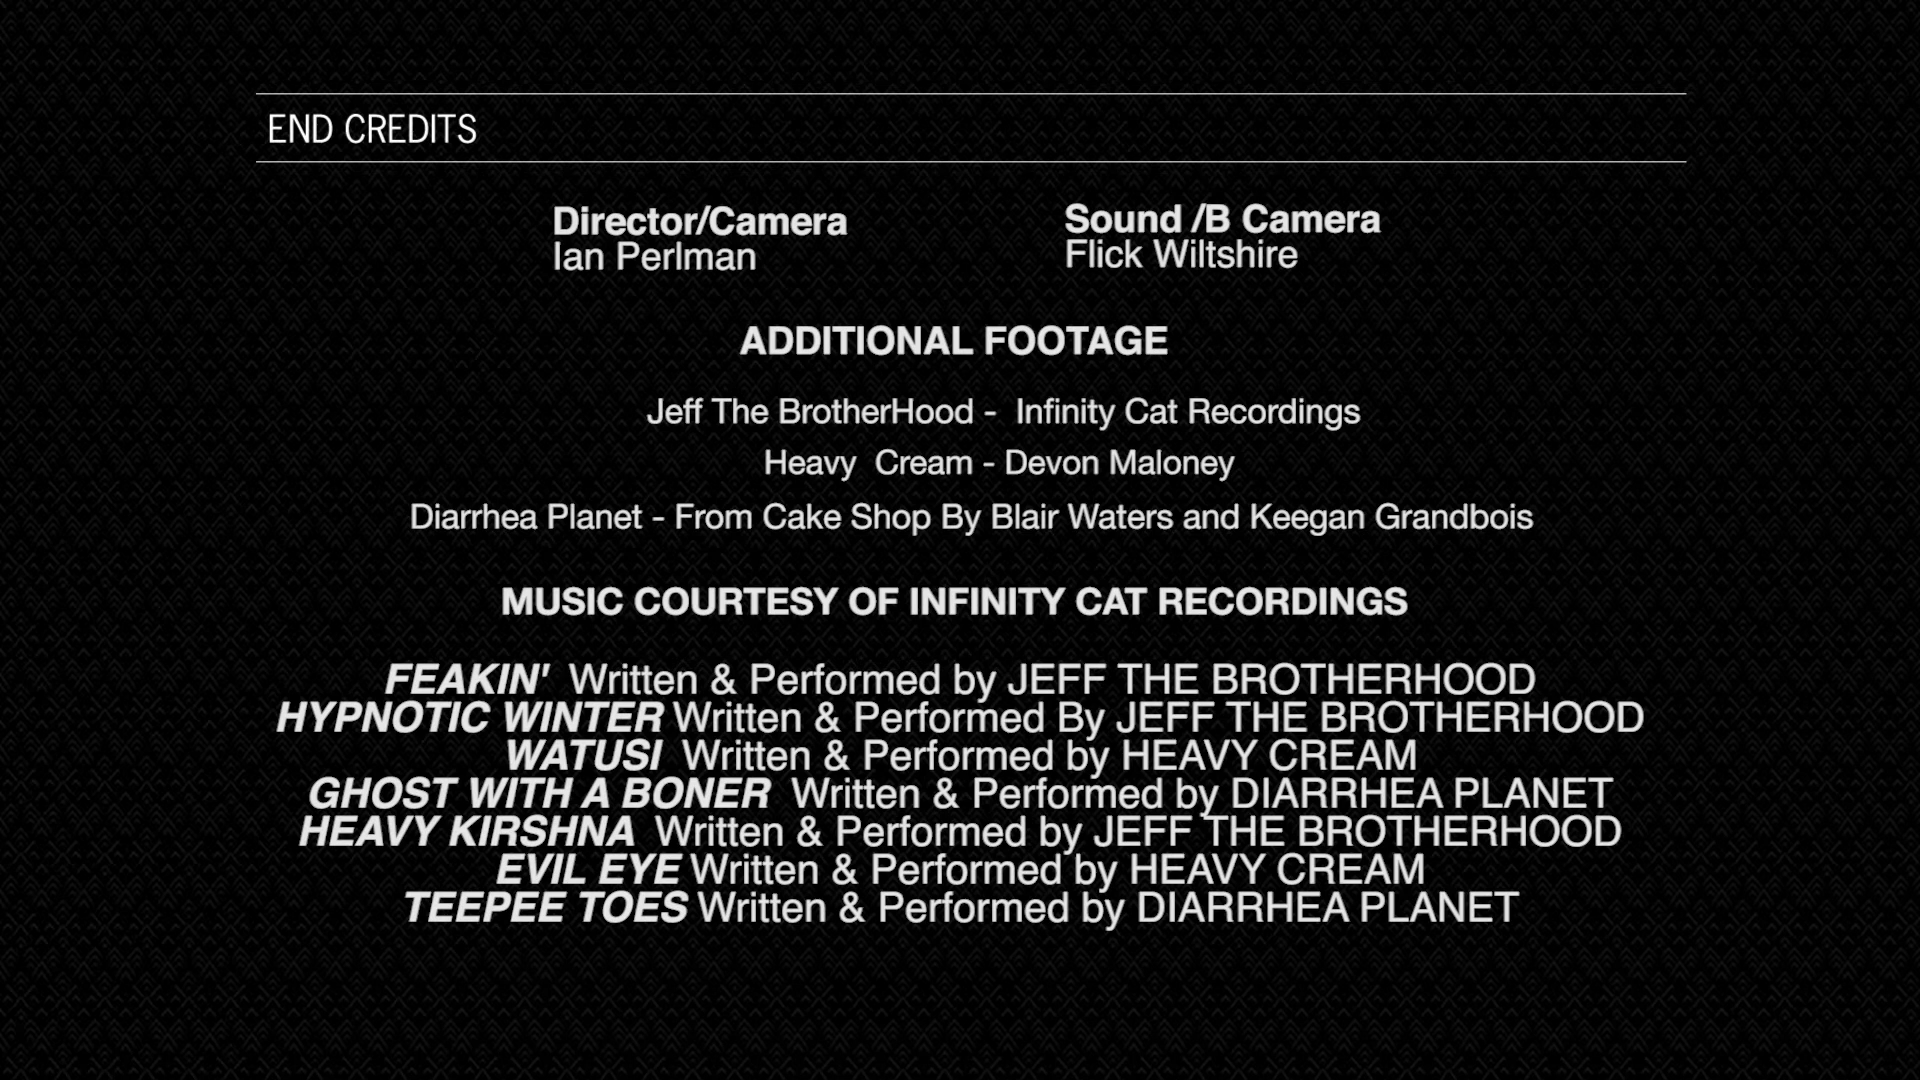 END CREDITS
Director/Camera
Ian Perlman
Sound /B Camera
Flick Wiltshire
ADDITIONAL FOOTAGE
Jeff The BrotherHood -  Infinity Cat Recordings
Heavy  Cream - Devon Maloney
Diarrhea Planet - From Cake Shop By Blair Waters and Keegan Grandbois
MUSIC COURTESY OF INFINITY CAT RECORDINGS
FEAKIN'  Written & Performed by JEFF THE BROTHERHOOD
HYPNOTIC WINTER Written & Performed By JEFF THE BROTHERHOOD
WATUSI  Written & Performed by HEAVY CREAM
GHOST WITH A BONER  Written & Performed by DIARRHEA PLANET
HEAVY KIRSHNA  Written & Performed by JEFF THE BROTHERHOOD
EVIL EYE Written & Performed by HEAVY CREAM
TEEPEE TOES Written & Performed by DIARRHEA PLANET